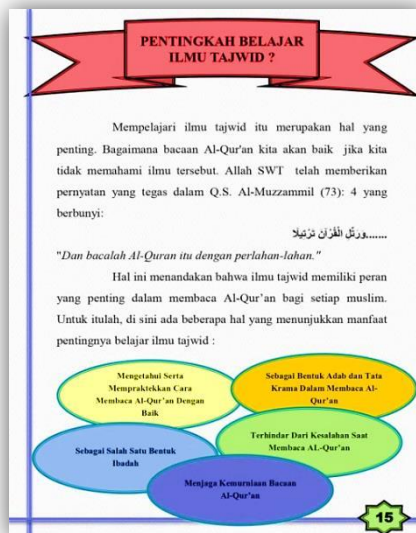 PENTINGKAH BELAJAR
ILMU TAJWID ?
Mempelajari ilmu tajwid itu merupakan hal yang
penting. Bagaimana bacaan Al-Qur'an kita akan baik jika kita
tidak memahami ilmu tersebut. Allah SWT telah memberikan
pernyatan yang tegas dalam Q.S. Al-Muzzammil (73): 4 yang
berbunyi:
.......وَرَتِّلِ الْقُرْآنَ تَرْتِيلًا
"Dan bacalah Al-Quran itu dengan perlahan-lahan."
Hal ini menandakan bahwa ilmu tajwid memiliki peran
yang penting dalam membaca Al-Qur'an bagi setiap muslim.
Untuk itulah, di sini ada beberapa hal yang menunjukkan manfaat
pentingnya belajar ilmu tajwid :
Mengetahui Serta
Mempraktekkan Cara
Membaca Al-Qur'an Dengan
Baik
Sebagai Bentuk Adab dan Tata
Krama Dalam Membaca Al-
Qur'an
Sebagai Salah Satu Bentuk
Ibadah
Terhindar Dari Kesalahan Saat
Membaca AL-Qur'an
Menjaga Kemurniaan Bacaan
Al-Qur'an
15